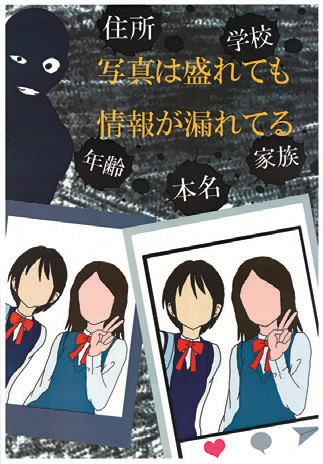 住所
学校
写真は盛れても
情報が漏れてる
年齢
本名
家族